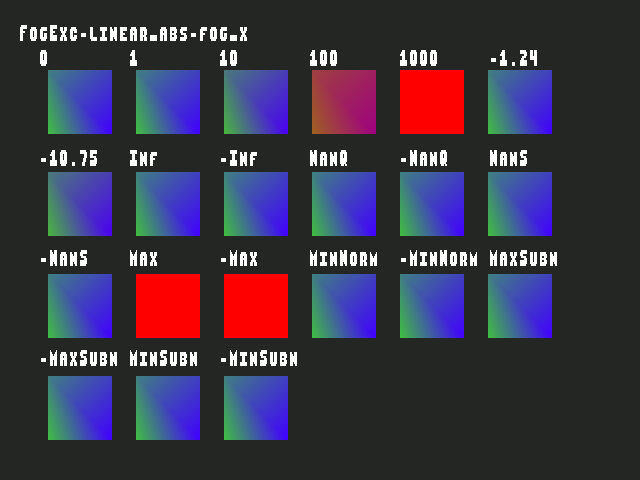 FogExc-linear_abs-fog_x
0 1 10 100 1000 -1.24
-10.75 Inf -Inf NanQ -NanQ NanS
-NanS Max -Max MinNorm -MinNorm MaxSubN
-MaxSubN MinSubN -MinSubN